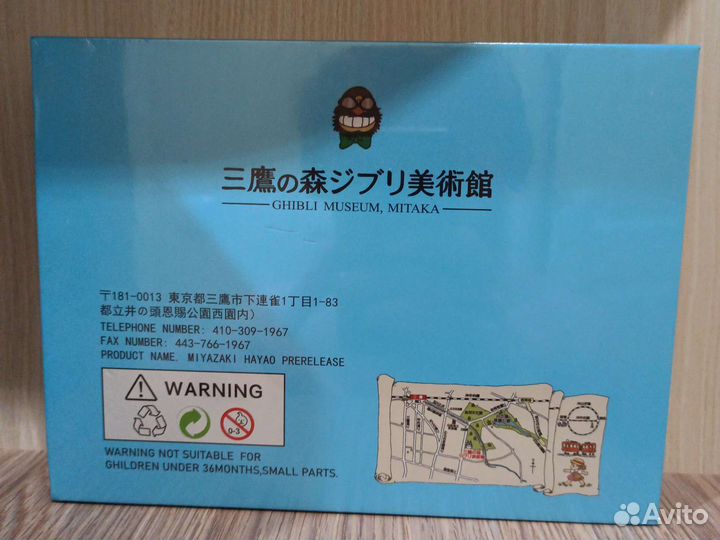 三鷹の森ジブリ美術館
GHIBLI MUSEUM, MITAKA
〒181-0013 東京都三鷹市下連雀1丁目1-83
都立井の頭恩賜公園西園内)
TELEPHONE NUMBER: 410-309-1967
FAX NUMBER: 443-766-1967
PRODUCT NAME. MIYAZAKI HAYAO PRERELEASE
WARNING
0-3
WARNING NOT SUITABLE FOR
GHILDREN UNDER 36MONTHS,SMALL PARTS.
Avito